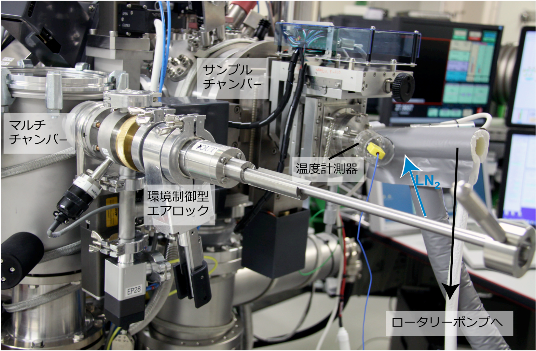 サンプル
チャンバー
マルチ
チャンバー
温度計測器
LN₂
環境制御型
エアロック
EP2B
ロータリーポンプへ